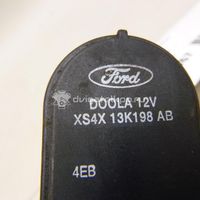 Ford
DOOLA 12V
XS4X 13K198 AB
4EB